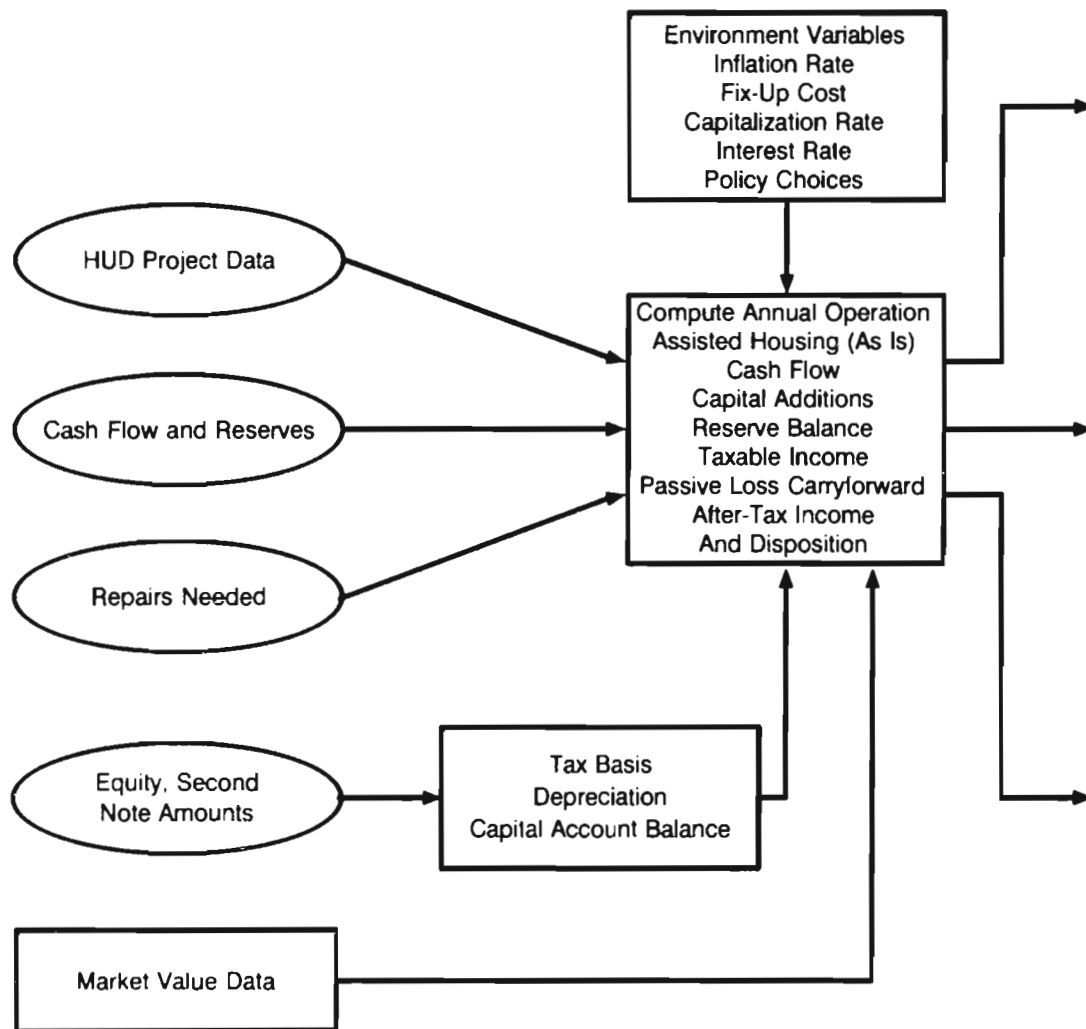 Environment Variables
Inflation Rate
Fix-Up Cost
Capitalization Rate
Interest Rate
Policy Choices
HUD Project Data
Compute Annual Operation
Assisted Housing (As Is)
Cash Flow
Capital Additions
Reserve Balance
Taxable Income
Passive Loss Carryforward
After-Tax Income
And Disposition
Cash Flow and Reserves
Repairs Needed
Equity, Second
Note Amounts
Tax Basis
Depreciation
Capital Account Balance
Market Value Data